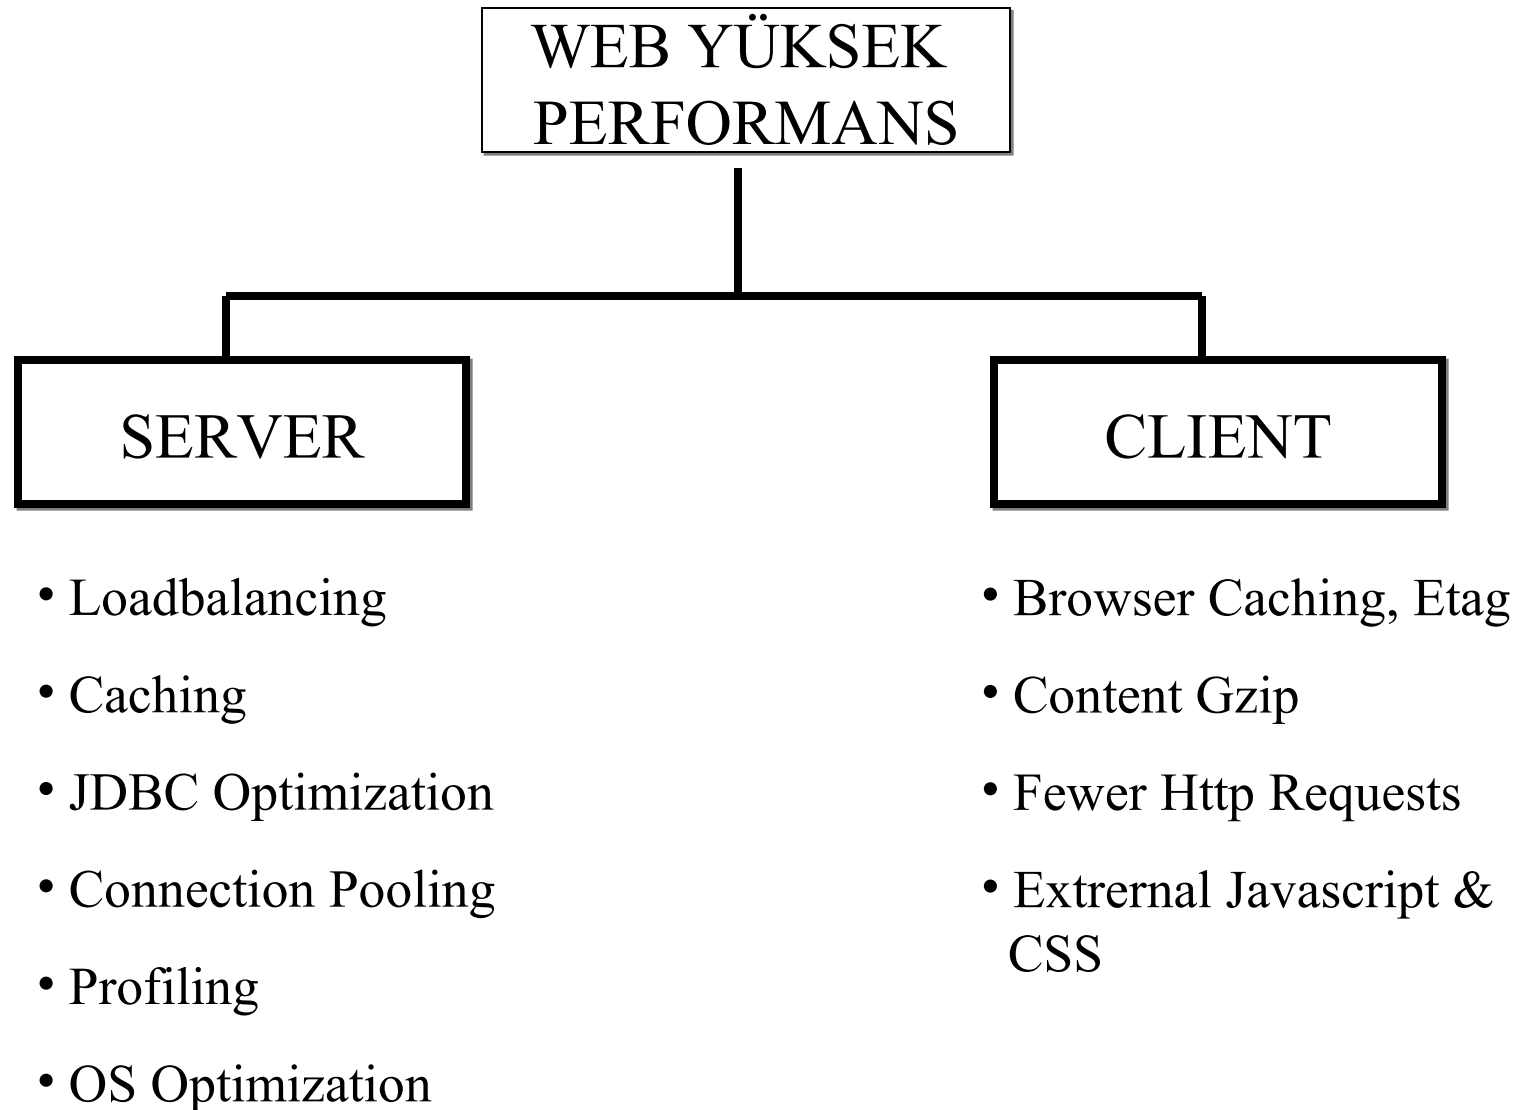 WEB YÜKSEK
PERFORMANS
SERVER
CLIENT
• Loadbalancing
• Caching
• JDBC Optimization
• Connection Pooling
• Profiling
• OS Optimization
• Browser Caching, Etag
• Content Gzip
• Fewer Http Requests
• Extrernal Javascript &
CSS